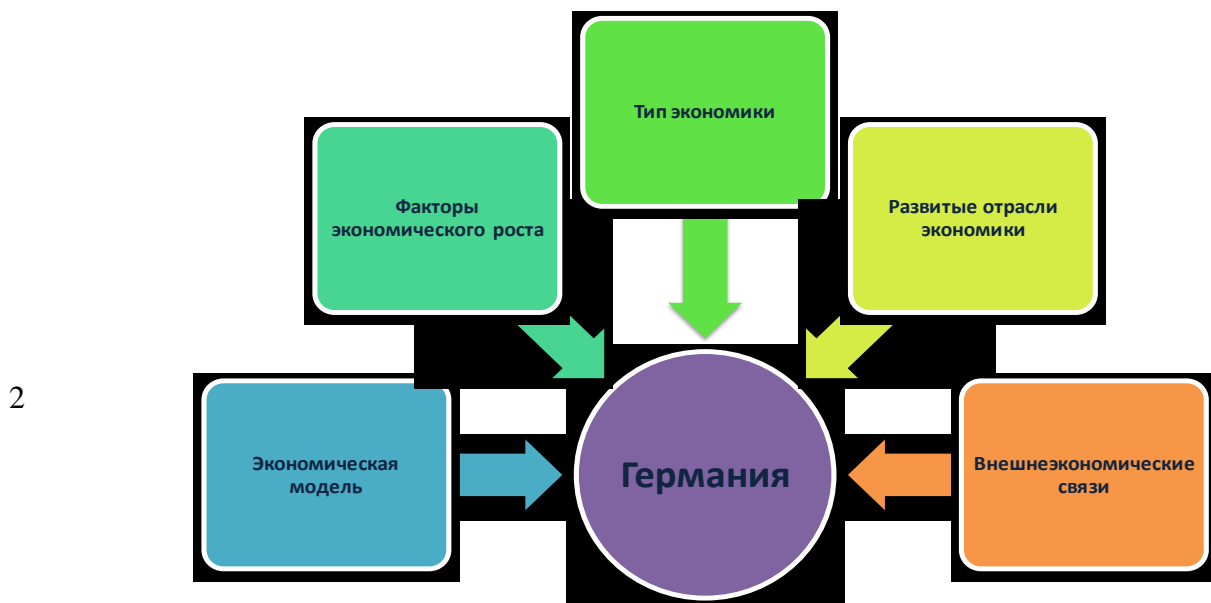 Тип экономики
Факторы
экономического роста
Развитые отрасли
экономики
2
Экономическая
модель
Германия
Внешнеэкономические
связи